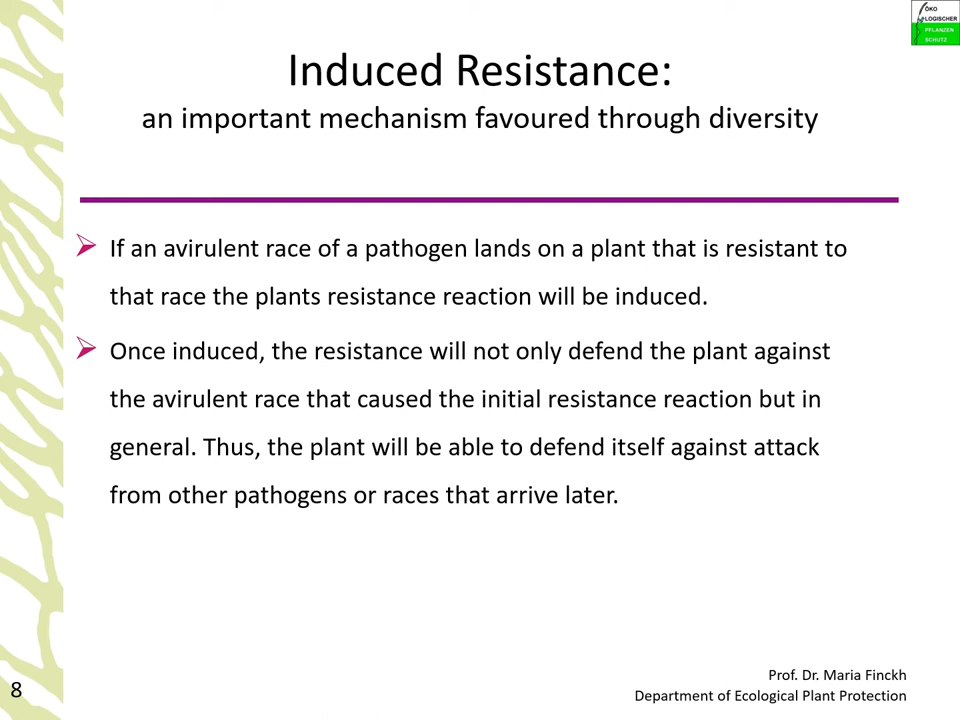 ÖKO
LOGISCHER
PFLANZEN
SCHUTZ
Induced Resistance:
an important mechanism favoured through diversity
If an avirulent race of a pathogen lands on a plant that is resistant to
that race the plants resistance reaction will be induced.
Once induced, the resistance will not only defend the plant against
the avirulent race that caused the initial resistance reaction but in
general. Thus, the plant will be able to defend itself against attack
from other pathogens or races that arrive later.
Prof. Dr. Maria Finckh
Department of Ecological Plant Protection
8